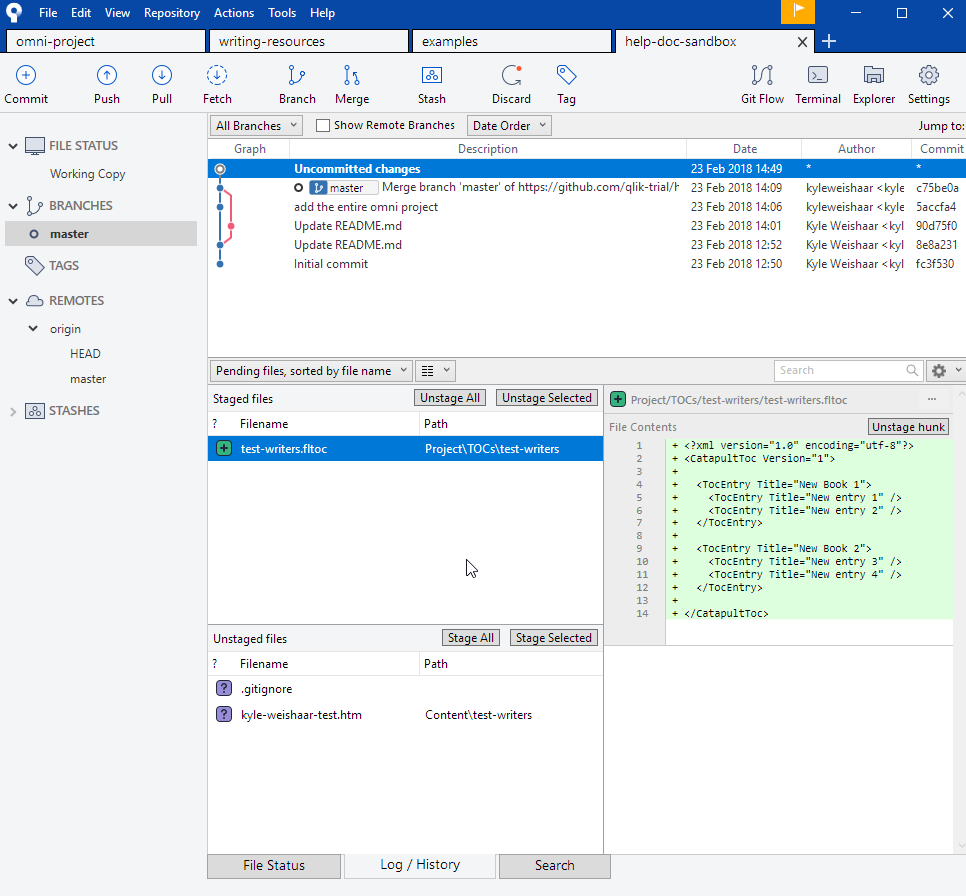 File Edit View Repository Actions Tools Help
omni-project writing-resources examples help-doc-sandbox
Commit Push Pull Fetch Branch Merge Stash Discard Tag Git Flow Terminal Explorer Settings
All Branches Show Remote Branches Date Order Jump to:
Graph Description Date Author Commit
Uncommitted changes 23 Feb 2018 14:49 * *
master Merge branch 'master' of https://github.com/qlik-trial/h 23 Feb 2018 14:09 kyleweishaar <kyle c75be0a
add the entire omni project 23 Feb 2018 14:06 kyleweishaar <kyle 5accfa4
Update README.md 23 Feb 2018 14:01 Kyle Weishaar <kyl 90d75f0
Update README.md 23 Feb 2018 12:52 Kyle Weishaar <kyl 8e8a231
Initial commit 23 Feb 2018 12:50 Kyle Weishaar <kyl fc3f530
FILE STATUS
Working Copy
BRANCHES
master
TAGS
REMOTES
origin
HEAD
master
STASHES
Pending files, sorted by file name Search
Staged files Unstage All Unstage Selected
? Filename Path
test-writers.fltoc Project\TOCs\test-writers
Unstaged files Stage All Stage Selected
? Filename Path
? .gitignore
? kyle-weishaar-test.htm Content\test-writers
Project/TOCs/test-writers/test-writers.fltoc ...
File Contents Unstage hunk
1 + <?xml version="1.0" encoding="utf-8"?>
2 + <CatapultToc Version="1">
3 +
4 + <TocEntry Title="New Book 1">
5 + <TocEntry Title="New entry 1" />
6 + <TocEntry Title="New entry 2" />
7 + </TocEntry>
8 +
9 + <TocEntry Title="New Book 2">
10 + <TocEntry Title="New entry 3" />
11 + <TocEntry Title="New entry 4" />
12 + </TocEntry>
13 +
14 + </CatapultToc>
File Status Log / History Search